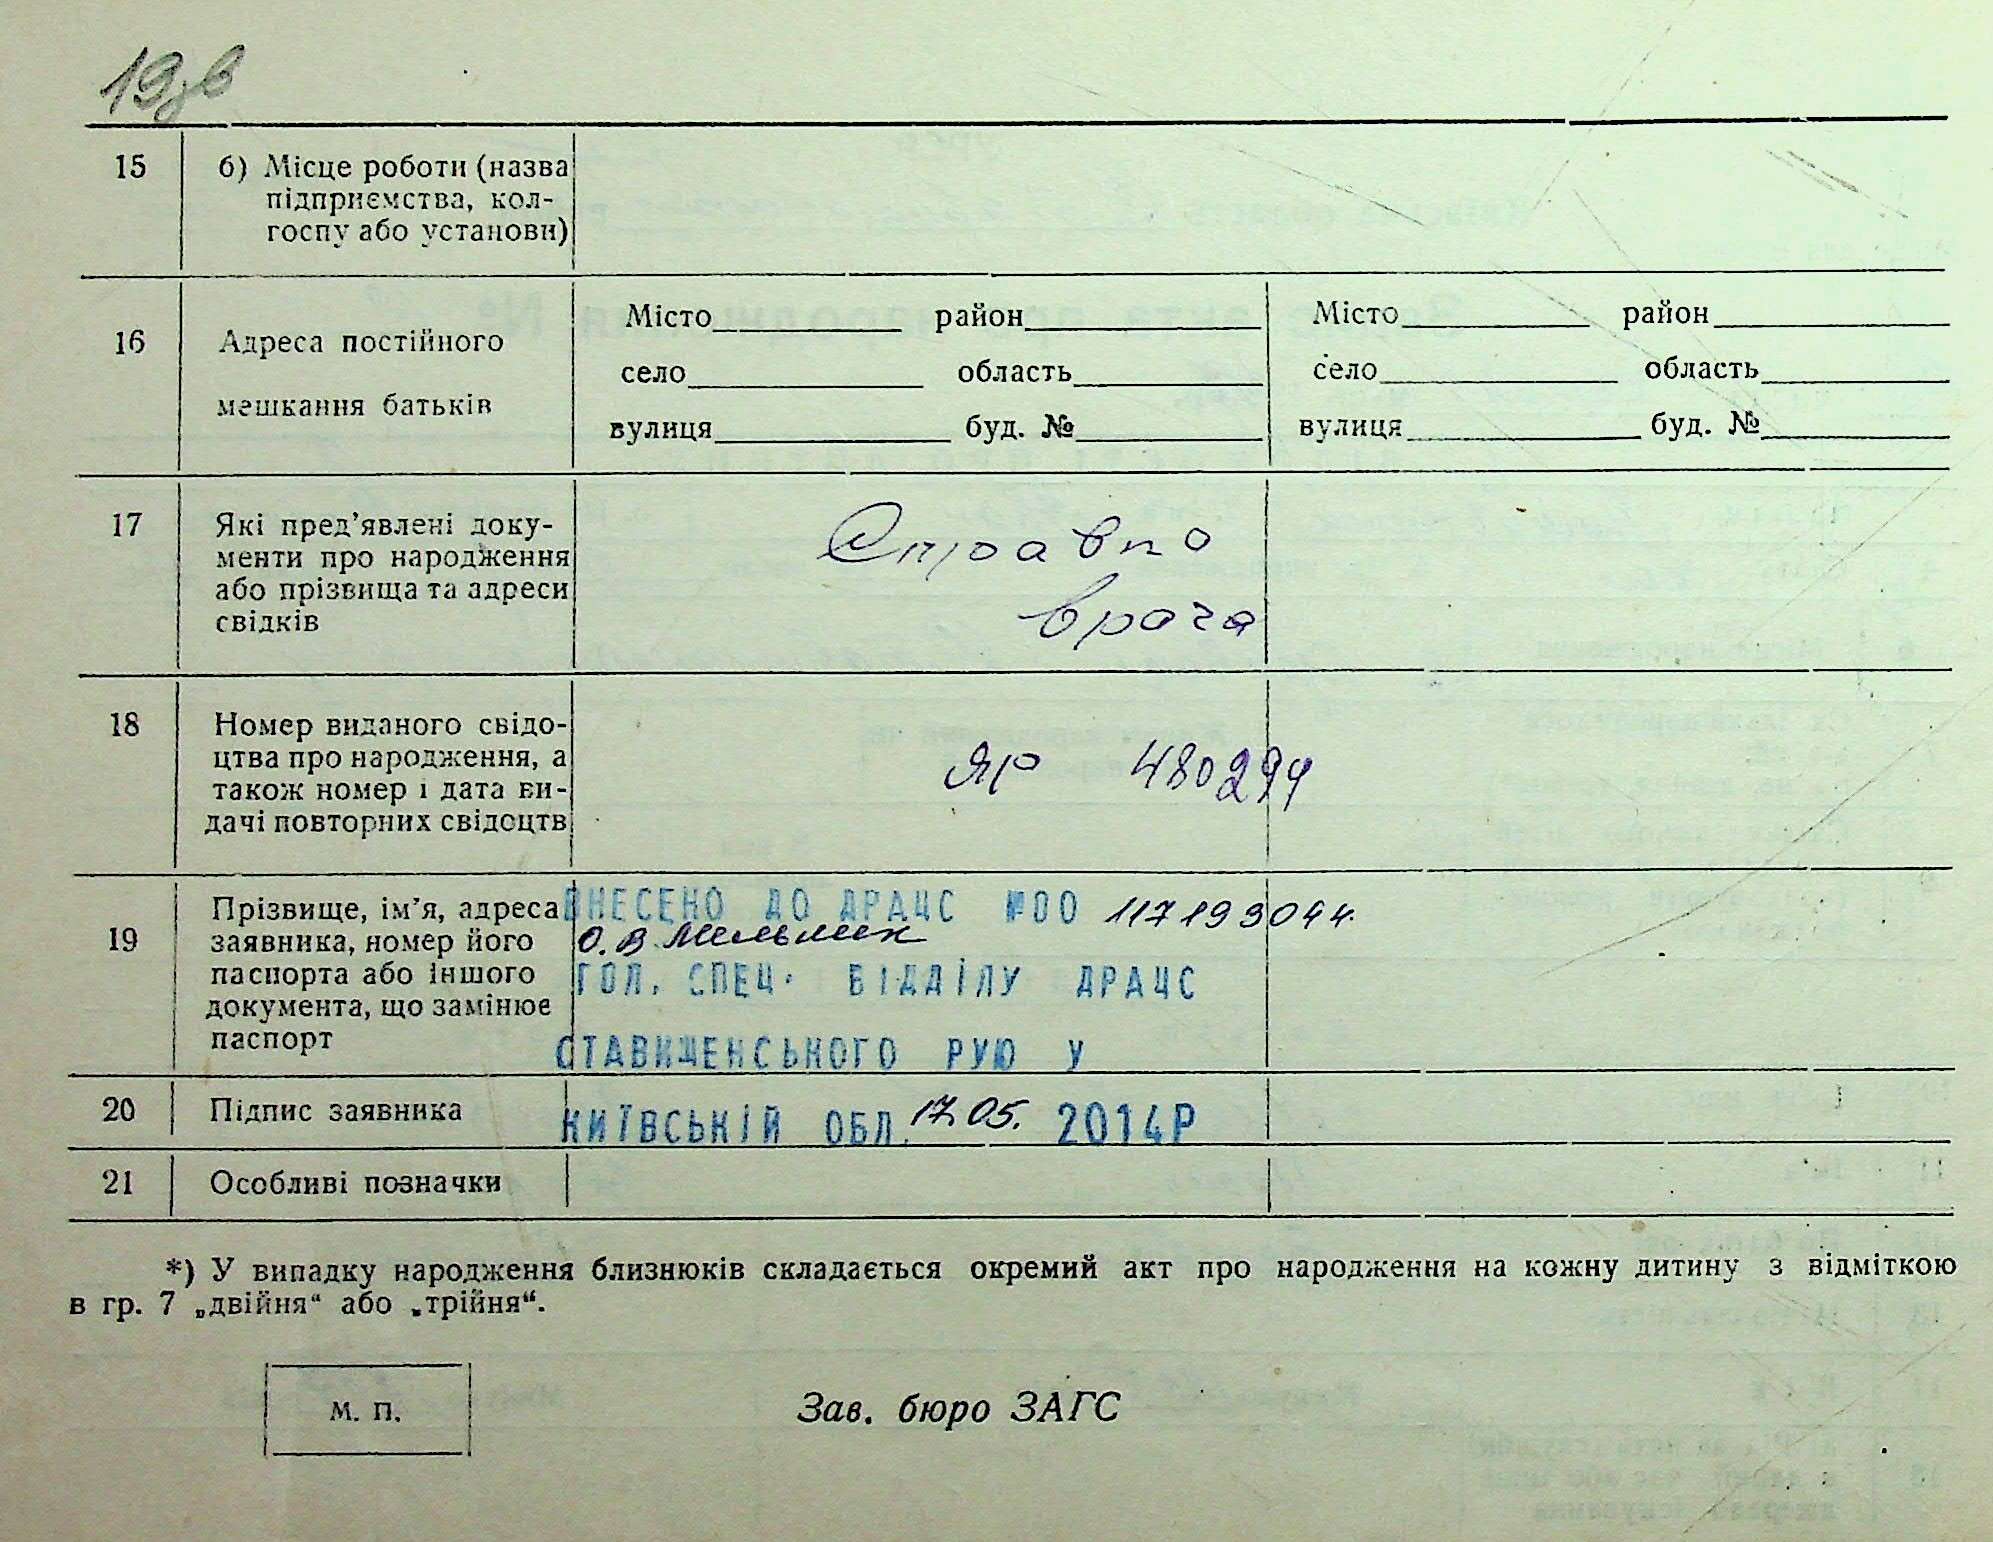 19зв
15 б) Місце роботи (назва
підприємства, кол-
госпу або установи)
16 Адреса постійного
мешкання батьків
Місто район Місто район
село область село область
вулиця буд. № вулиця буд. №
17 Які пред'явлені доку-
менти про народження
або прізвища та адреси
свідків
Справка
врача
18 Номер виданого свідо-
цтва про народження, а
також номер і дата ви-
дачі повторних свідоцтв
ЯР 480294
19 Прізвище, ім'я, адреса
заявника, номер його
паспорта або іншого
документа, що замінює
паспорт
ВНЕСЕНО ДО ДРАЦС №00 117193044.
О.В. Мельник
ГОЛ. СПЕЦ. ВІДДІЛУ ДРАЦС
СТАВИЩЕНСЬКОГО РУЮ У
20 Підпис заявника
КИЇВСЬКІЙ ОБЛ. 17.05. 2014Р
21 Особливі позначки
*) У випадку народження близнюків складається окремий акт про народження на кожну дитину з відміткою
в гр. 7 „двійня“ або „трійня“.
М. П.
Зав. бюро ЗАГС